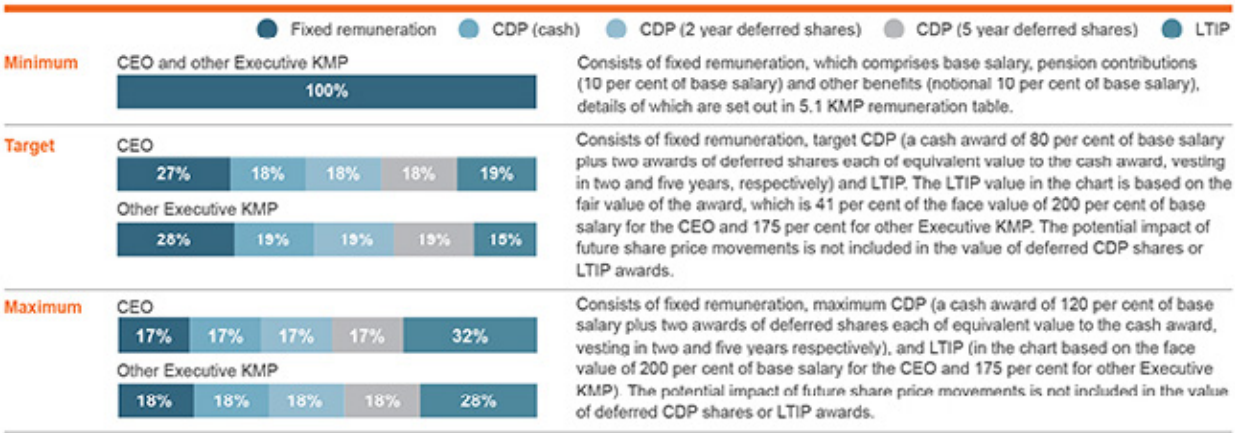 Fixed remuneration CDP (cash) CDP (2 year deferred shares) CDP (5 year deferred shares) LTIP
Minimum
CEO and other Executive KMP
100%
Consists of fixed remuneration, which comprises base salary, pension contributions
(10 per cent of base salary) and other benefits (notional 10 per cent of base salary),
details of which are set out in 5.1 KMP remuneration table.
Target
CEO
27% 18% 18% 18% 19%
Other Executive KMP
28% 19% 19% 19% 15%
Consists of fixed remuneration, target CDP (a cash award of 80 per cent of base salary
plus two awards of deferred shares each of equivalent value to the cash award, vesting
in two and five years, respectively) and LTIP. The LTIP value in the chart is based on the
fair value of the award, which is 41 per cent of the face value of 200 per cent of base
salary for the CEO and 175 per cent for other Executive KMP. The potential impact of
future share price movements is not included in the value of deferred CDP shares or
LTIP awards.
Maximum
CEO
17% 17% 17% 17% 32%
Other Executive KMP
18% 18% 18% 18% 28%
Consists of fixed remuneration, maximum CDP (a cash award of 120 per cent of base
salary plus two awards of deferred shares each of equivalent value to the cash award,
vesting in two and five years respectively), and LTIP (in the chart based on the face
value of 200 per cent of base salary for the CEO and 175 per cent for other Executive
KMP). The potential impact of future share price movements is not included in the value
of deferred CDP shares or LTIP awards.